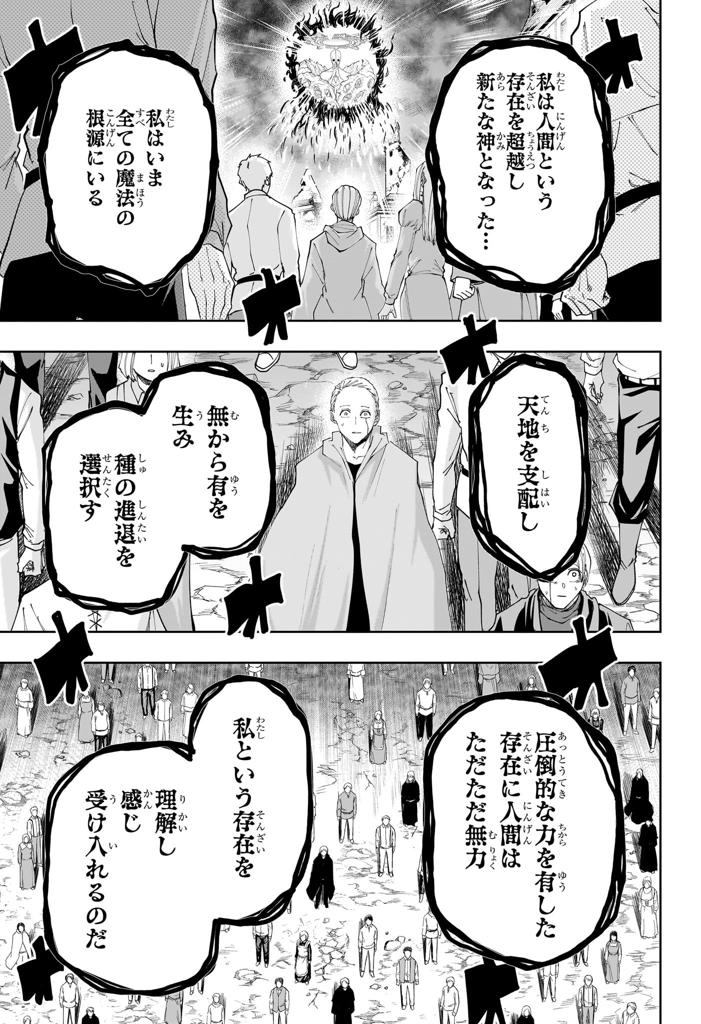 私は人間という
存在を超越し
新たな神となった…
私はいま
全ての魔法の
根源にいる
天地を支配し
無から有を
生み
種の進退を
選択す
圧倒的な力を有した
存在に人間は
ただただ無力
私という存在を
理解し
感じ
受け入れるのだ